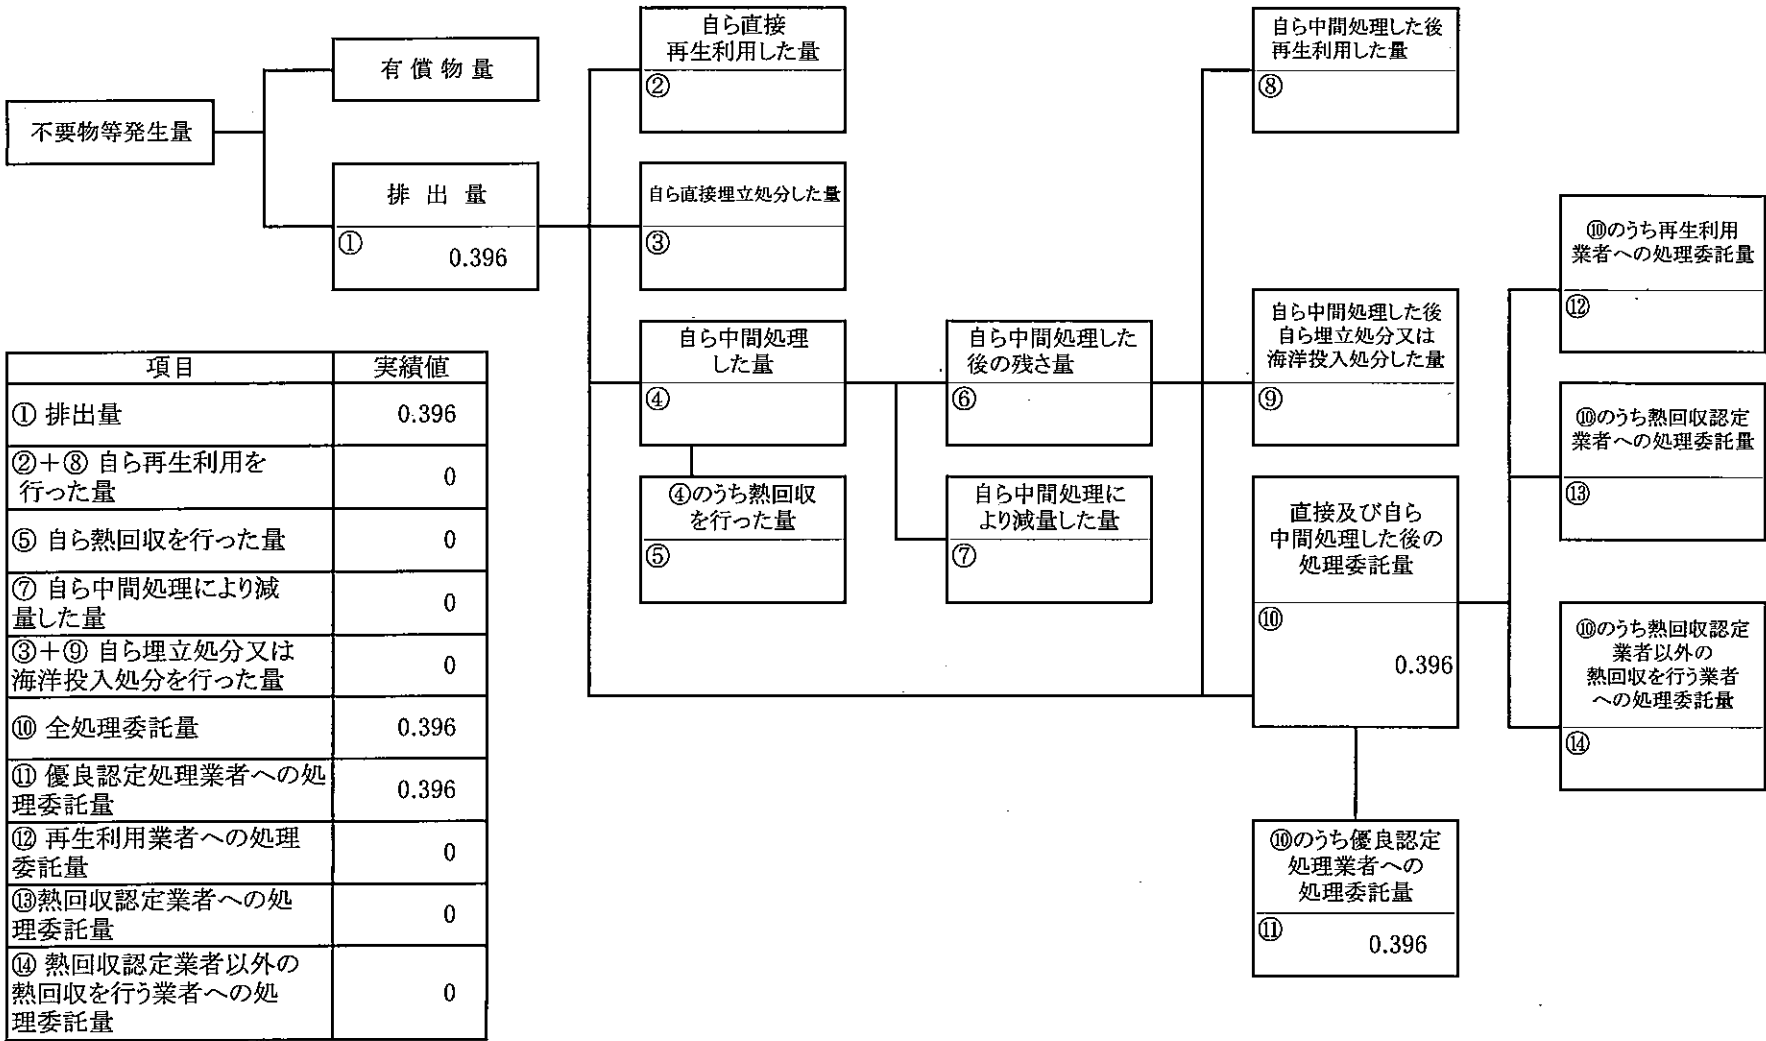 不要物等発生量
有償物量
排出量
①
0.396
自ら直接
再生利用した量
②
自ら直接埋立処分した量
③
自ら中間処理
した量
④
④のうち熱回収
を行った量
⑤
自ら中間処理した
後の残さ量
⑥
自ら中間処理に
より減量した量
⑦
自ら中間処理した後
再生利用した量
⑧
自ら中間処理した後
自ら埋立処分又は
海洋投入処分した量
⑨
直接及び自ら
中間処理した後の
処理委託量
⑩
0.396
⑩のうち優良認定
処理業者への
処理委託量
⑪
0.396
⑩のうち再生利用
業者への処理委託量
⑫
⑩のうち熱回収認定
業者への処理委託量
⑬
⑩のうち熱回収認定
業者以外の
熱回収を行う業者
への処理委託量
⑭
項目 実績値
① 排出量 0.396
②+⑧ 自ら再生利用を
行った量 0
⑤ 自ら熱回収を行った量 0
⑦ 自ら中間処理により減
量した量 0
③+⑨ 自ら埋立処分又は
海洋投入処分を行った量 0
⑩ 全処理委託量 0.396
⑪ 優良認定処理業者への処
理委託量 0.396
⑫ 再生利用業者への処理
委託量 0
⑬熱回収認定業者への処
理委託量 0
⑭ 熱回収認定業者以外の
熱回収を行う業者への処
理委託量 0